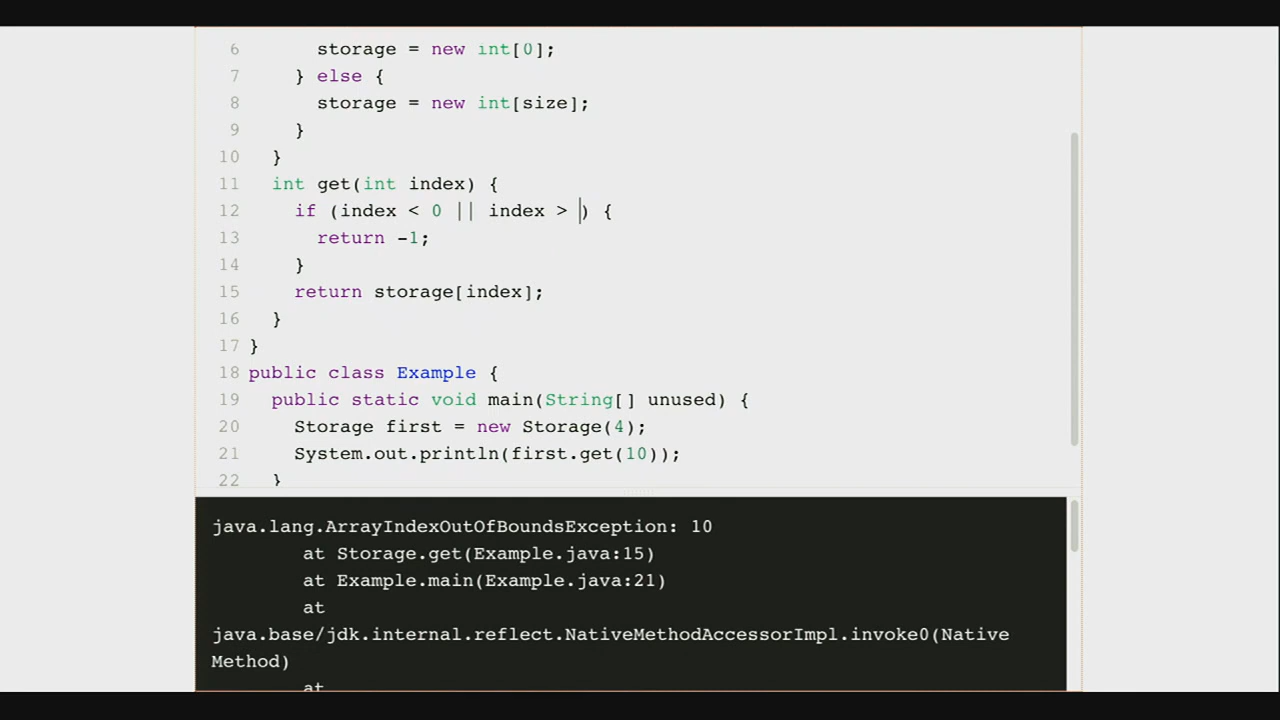 6 storage = new int[0];
7 } else {
8 storage = new int[size];
9 }
10 }
11 int get(int index) {
12 if (index < 0 || index > ) {
13 return -1;
14 }
15 return storage[index];
16 }
17 }
18 public class Example {
19 public static void main(String[] unused) {
20 Storage first = new Storage(4);
21 System.out.println(first.get(10));
22 }
java.lang.ArrayIndexOutOfBoundsException: 10
at Storage.get(Example.java:15)
at Example.main(Example.java:21)
at
java.base/jdk.internal.reflect.NativeMethodAccessorImpl.invoke0(Native
Method)
at